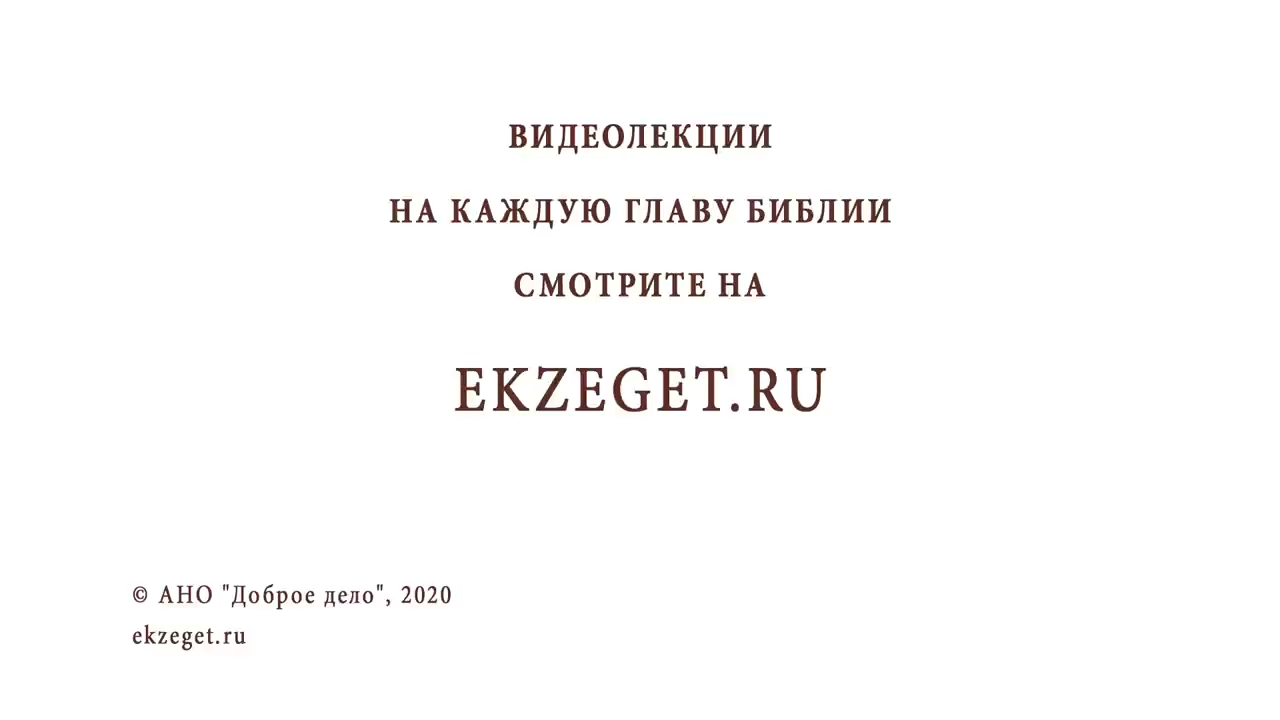 ВИДЕОЛЕКЦИИ
НА КАЖДУЮ ГЛАВУ БИБЛИИ
СМОТРИТЕ НА
EKZEGET.RU
© АНО "Доброе дело", 2020
ekzeget.ru